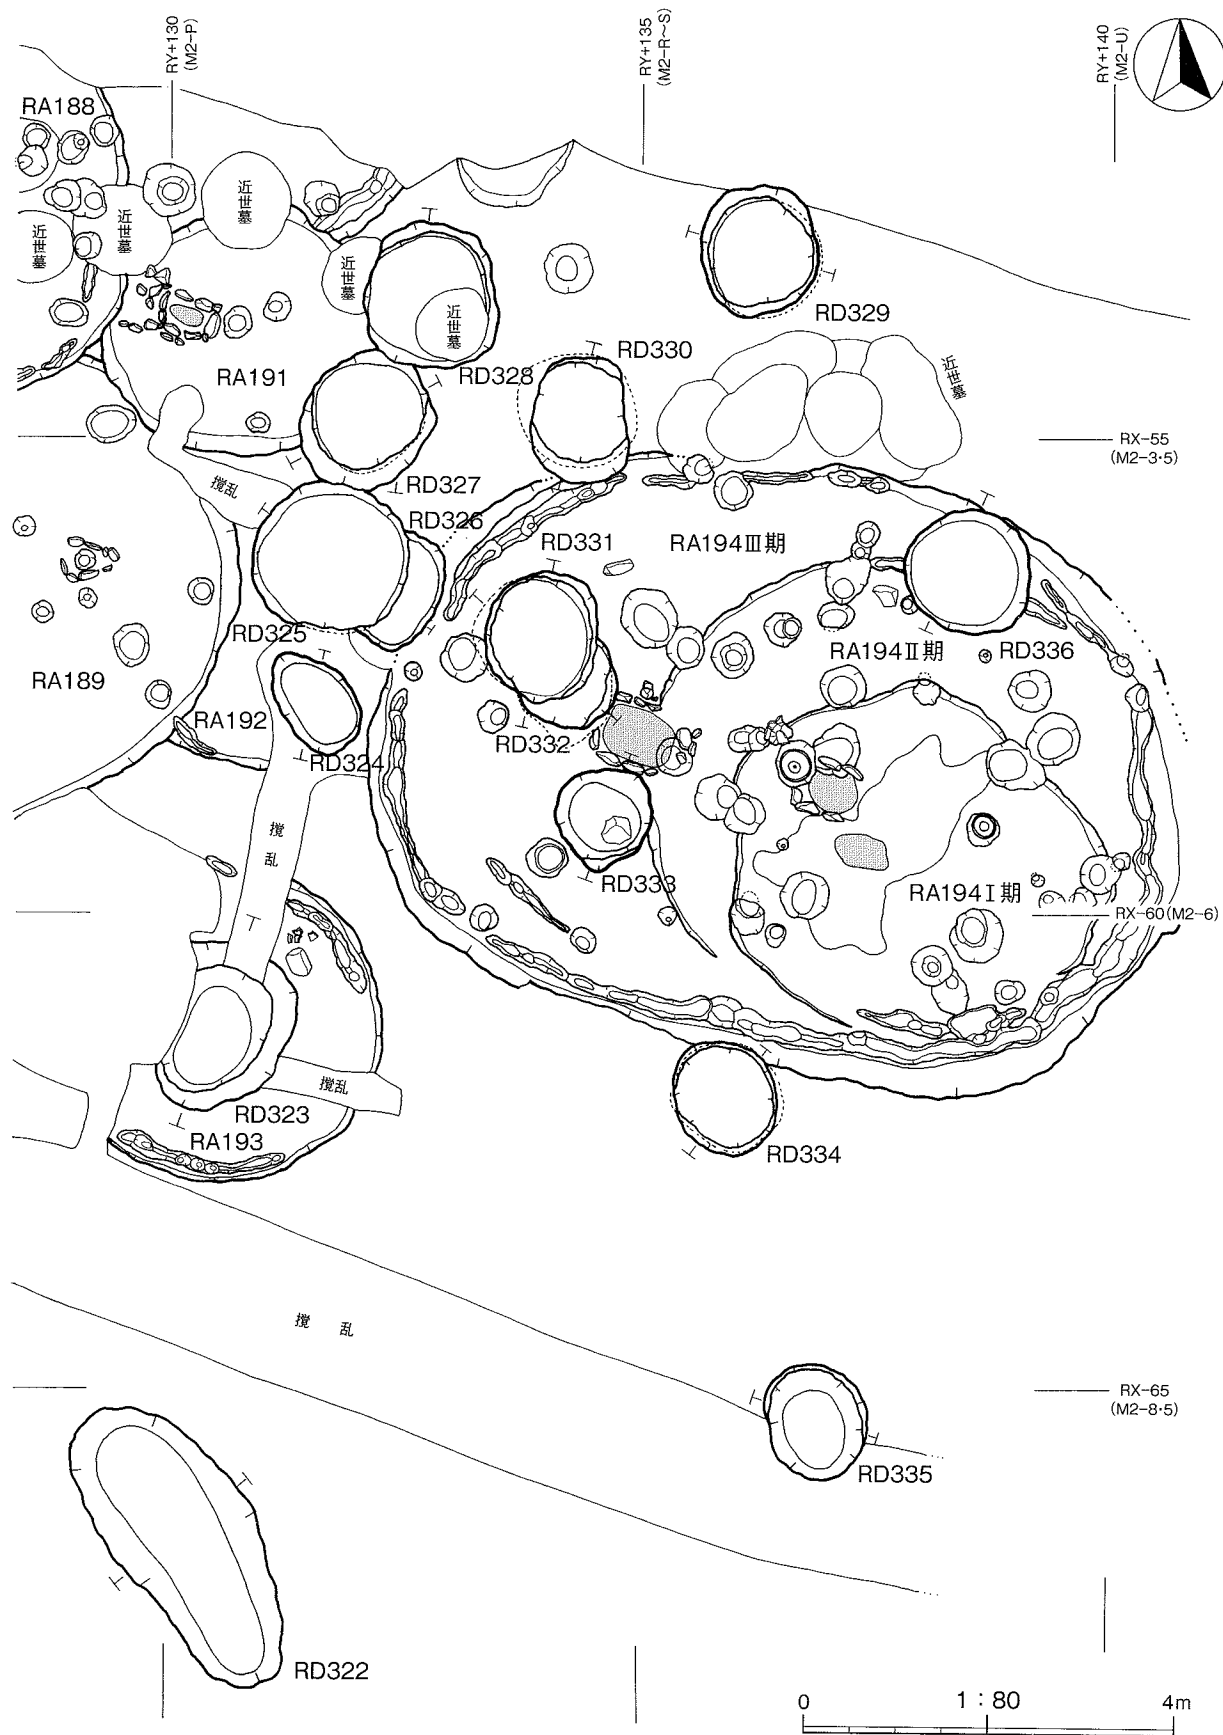 RY+130
(M2-P)
RY+135
(M2-R～S)
RY+140
(M2-U)
RA188
近世墓
近世墓
近世墓
近世墓
近世墓
RD329
RD330
RA191
RD328
近世墓
RX-55
(M2-3・5)
RD327
撹乱
RD326
RD331
RA194Ⅲ期
RD325
RA194Ⅱ期
RD336
RA189
RA192
RD332
RD324
撹乱
RD333
RA194Ⅰ期
RX-60(M2-6)
撹乱
RD323
RA193
RD334
撹　乱
RX-65
(M2-8・5)
RD335
RD322
0
1：80
4m